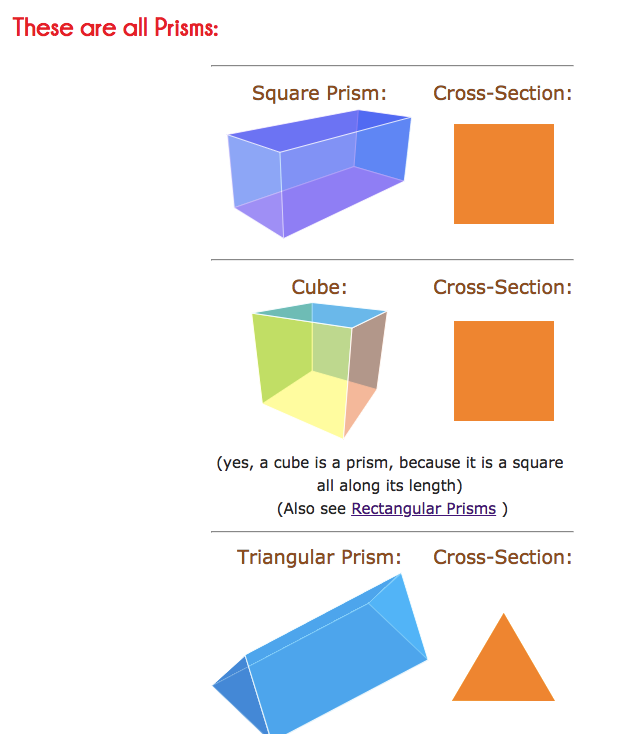 These are all Prisms:
Square Prism: Cross-Section:
Cube: Cross-Section:
(yes, a cube is a prism, because it is a square
all along its length)
(Also see Rectangular Prisms )
Triangular Prism: Cross-Section: